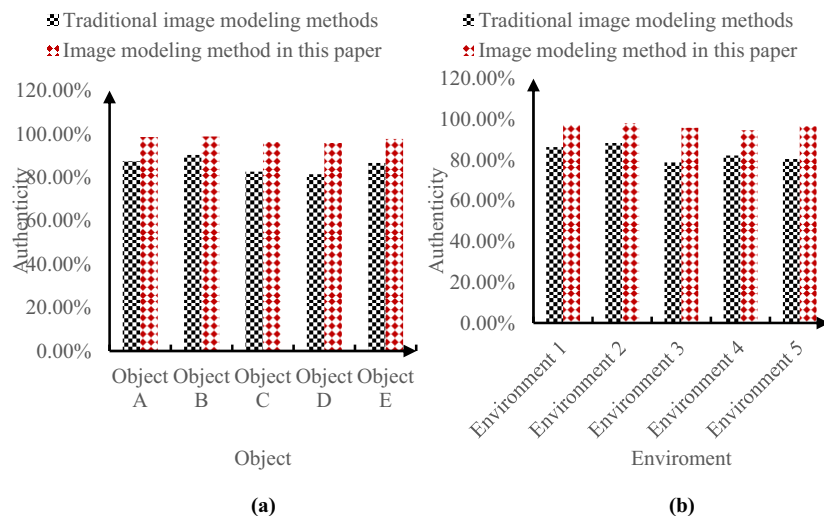 Traditional image modeling methods
Image modeling method in this paper
120.00%
100.00%
80.00%
60.00%
40.00%
20.00%
0.00%
Authenticity
Object A
Object B
Object C
Object D
Object E
Object
(a)
Traditional image modeling methods
Image modeling method in this paper
120.00%
100.00%
80.00%
60.00%
40.00%
20.00%
0.00%
Authenticity
Environment 1
Environment 2
Environment 3
Environment 4
Environment 5
Enviroment
(b)